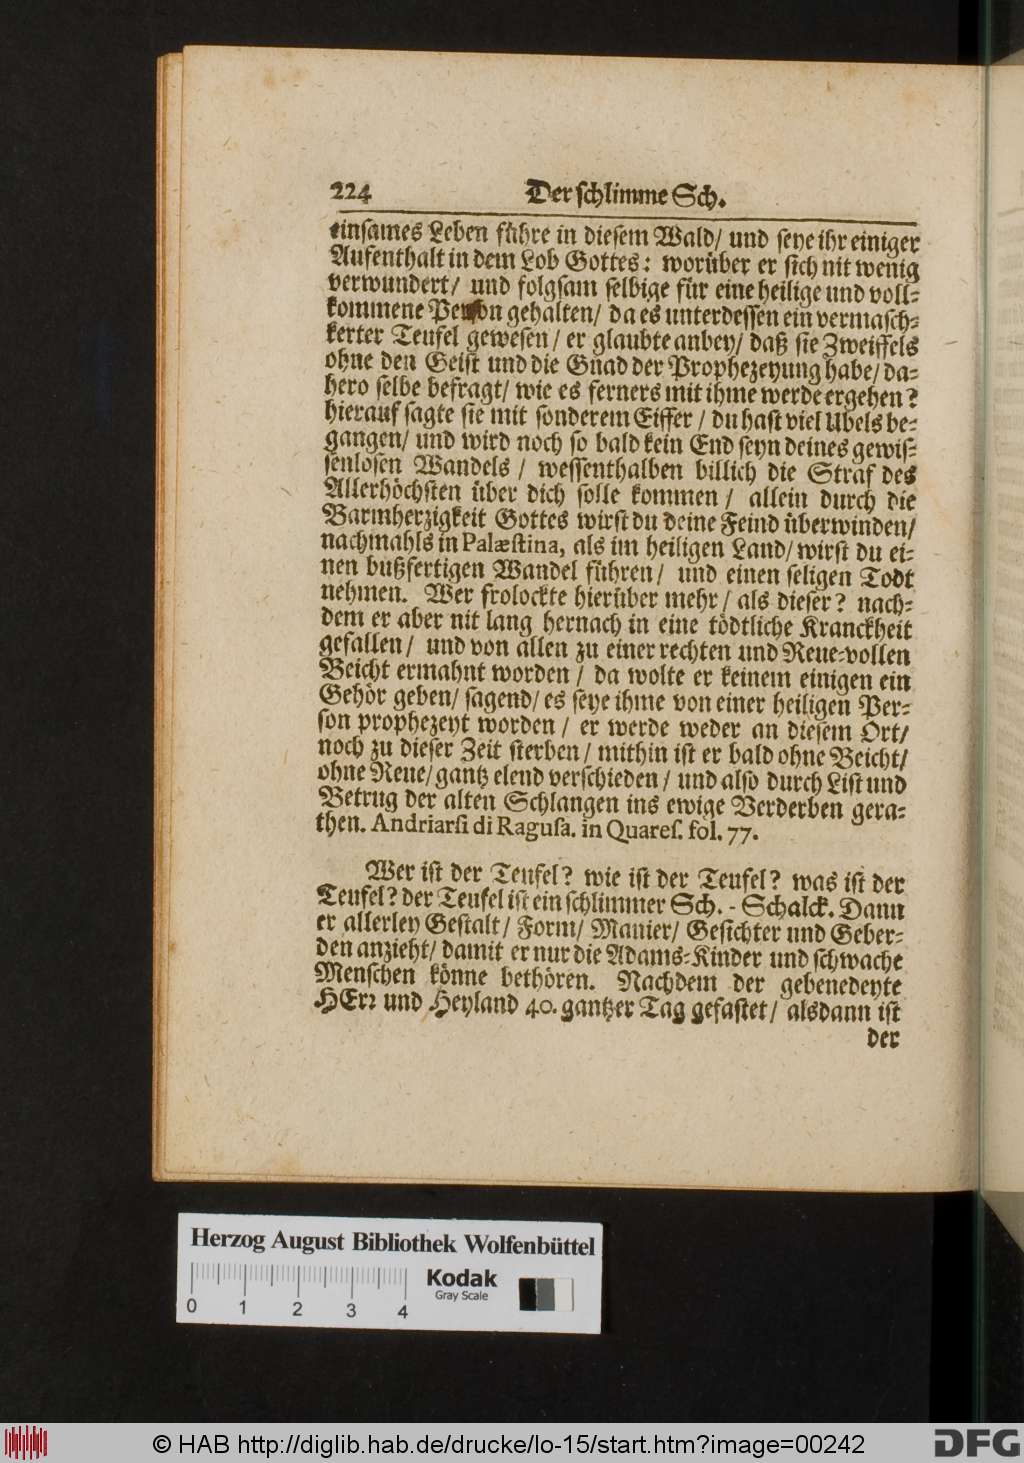 224 Der schlimme Sch.
einsames Leben führe in diesem Wald/ und seye ihr einiger
Aufenthalt in dem Lob Gottes: worüber er sich nit wenig
verwundert/ und folgsam selbige für eine heilige und voll-
kommene Person gehalten/ da es unterdessen ein vermasch-
kerter Teufel gewesen/ er glaubte anbey/ daß sie Zweiffels
ohne den Geist und die Gnad der Prophezeyung habe/ da-
hero selbe befragt/ wie es ferners mit ihme werde ergehen?
hierauf sagte sie mit sonderem Eiffer/ du hast viel Ubels be-
gangen/ und wird noch so bald kein End seyn deines gewis-
senlosen Wandels/ wessenthalben billich die Straf des
Allerhöchsten über dich solle kommen/ allein durch die
Barmherzigkeit Gottes wirst du deine Feind überwinden/
nachmahls in Palæstina, als im heiligen Land/ wirst du ei-
nen bußfertigen Wandel führen/ und einen seligen Todt
nehmen. Wer frolockte hierüber mehr/ als dieser? nach-
dem er aber nit lang hernach in eine tödtliche Kranckheit
gefallen/ und von allen zu einer rechten und Reue-vollen
Beicht ermahnt worden/ da wolte er keinem einigen ein
Gehör geben/ sagend/ es seye ihme von einer heiligen Per-
son prophezeyt worden/ er werde weder an diesem Ort/
noch zu dieser Zeit sterben/ mithin ist er bald ohne Beicht/
ohne Reue/ gantz elend verschieden/ und also durch List und
Betrug der alten Schlangen ins ewige Verderben gera-
then. Andriarsi di Ragusa. in Quares. fol. 77.
Wer ist der Teufel? wie ist der Teufel? was ist der
Teufel? der Teufel ist ein schlimmer Sch. - Schalck. Dann
er allerley Gestalt/ Form/ Manier/ Gesichter und Geber-
den anzieht/ damit er nur die Adams-Kinder und schwache
Menschen könne bethören. Nachdem der gebenedeyte
HErr und Heyland 40. gantzer Tag gefastet/ alsdann ist
der
Herzog August Bibliothek Wolfenbüttel
Kodak
Gray Scale
0 1 2 3 4
© HAB http://diglib.hab.de/drucke/lo-15/start.htm?image=00242
DFG